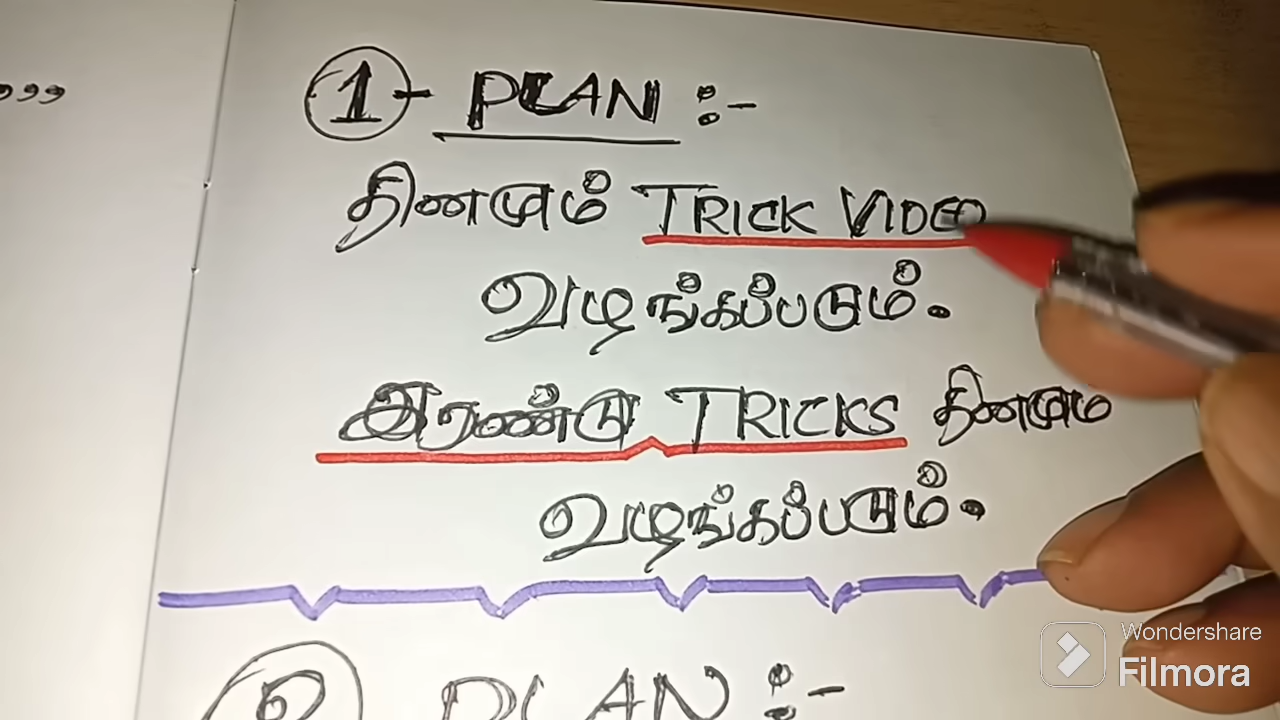 ,,,
1 - PLAN :-
தினமும் TRICK VIDEO
வழங்கப்படும்.
இரண்டு TRICKS தினமும
வழங்கப்படும்.
2 PLAN :-
Wondershare
Filmora